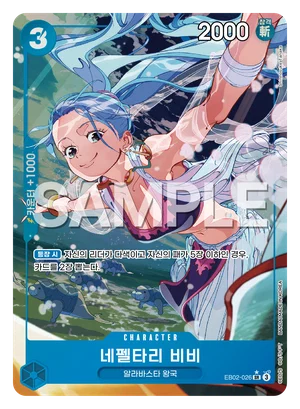 3
2000
참격
斬
카운터 +1000
SAMPLE
등장 시 자신의 리더가 다색이고 자신의 패가 5장 이하인 경우,
카드를 2장 뽑는다.
CHARACTER
네펠타리 비비
알라바스타 왕국
EB02-026
3